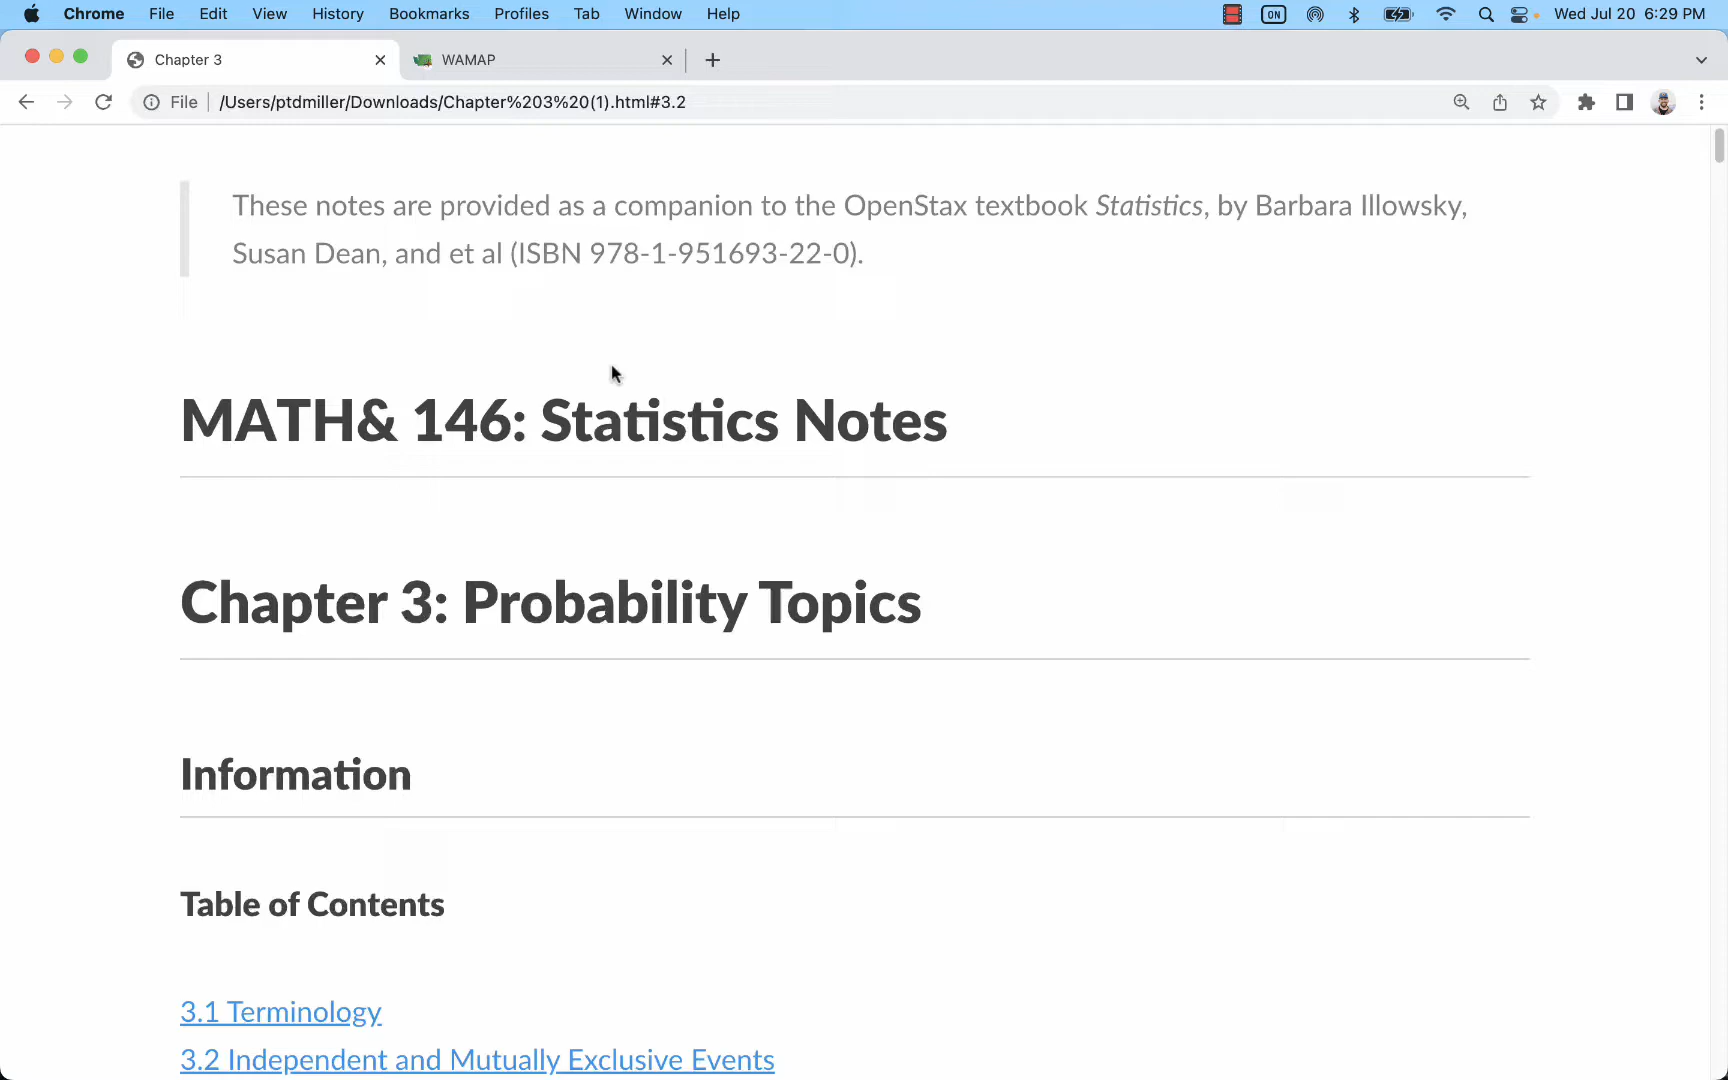 Chrome File Edit View History Bookmarks Profiles Tab Window Help ON Wed Jul 20 6:29 PM
Chapter 3 WAMAP
File /Users/ptdmiller/Downloads/Chapter%203%20(1).html#3.2
These notes are provided as a companion to the OpenStax textbook Statistics, by Barbara Illowsky,
Susan Dean, and et al (ISBN 978-1-951693-22-0).
MATH& 146: Statistics Notes
Chapter 3: Probability Topics
Information
Table of Contents
3.1 Terminology
3.2 Independent and Mutually Exclusive Events